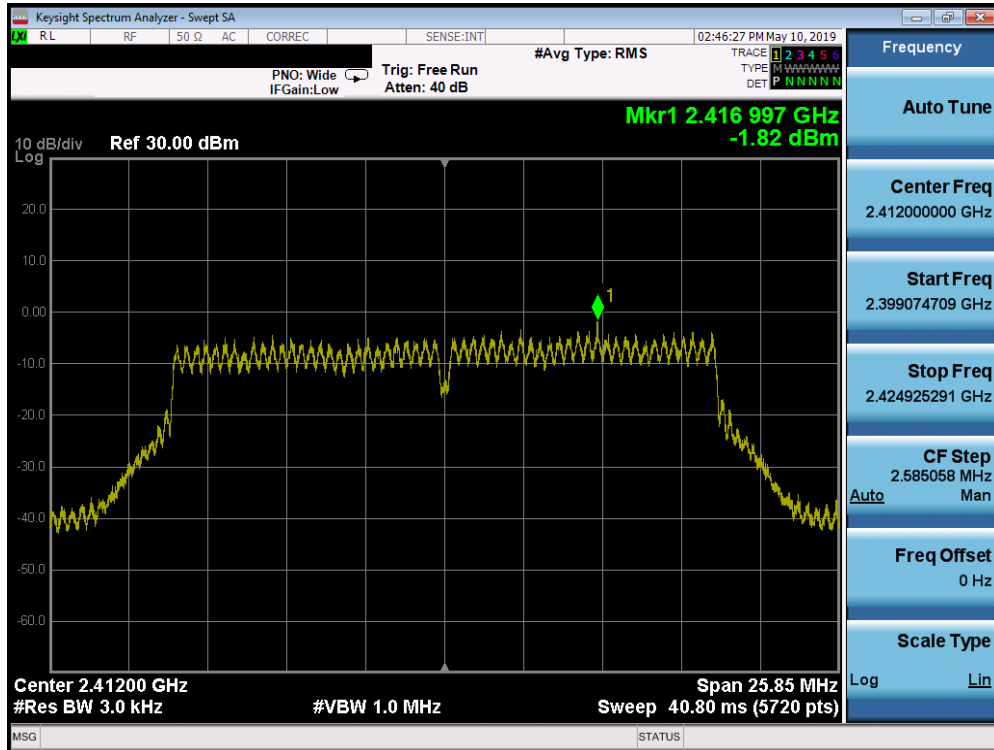 Keysight Spectrum Analyzer - Swept SA
LXI RL RF 50 Ω AC CORREC SENSE:INT 02:46:27 PM May 10, 2019
#Avg Type: RMS TRACE 1 2 3 4 5 6
PNO: Wide Trig: Free Run TYPE M WWWWW
IFGain:Low Atten: 40 dB DET P NNNNN
Mkr1 2.416 997 GHz
-1.82 dBm
10 dB/div Ref 30.00 dBm
Log
20.0
10.0
1
0.00
-10.0
-20.0
-30.0
-40.0
-50.0
-60.0
Center 2.41200 GHz Span 25.85 MHz
#Res BW 3.0 kHz #VBW 1.0 MHz Sweep 40.80 ms (5720 pts)
MSG STATUS
Frequency
Auto Tune
Center Freq
2.412000000 GHz
Start Freq
2.399074709 GHz
Stop Freq
2.424925291 GHz
CF Step
2.585058 MHz
Auto Man
Freq Offset
0 Hz
Scale Type
Log Lin